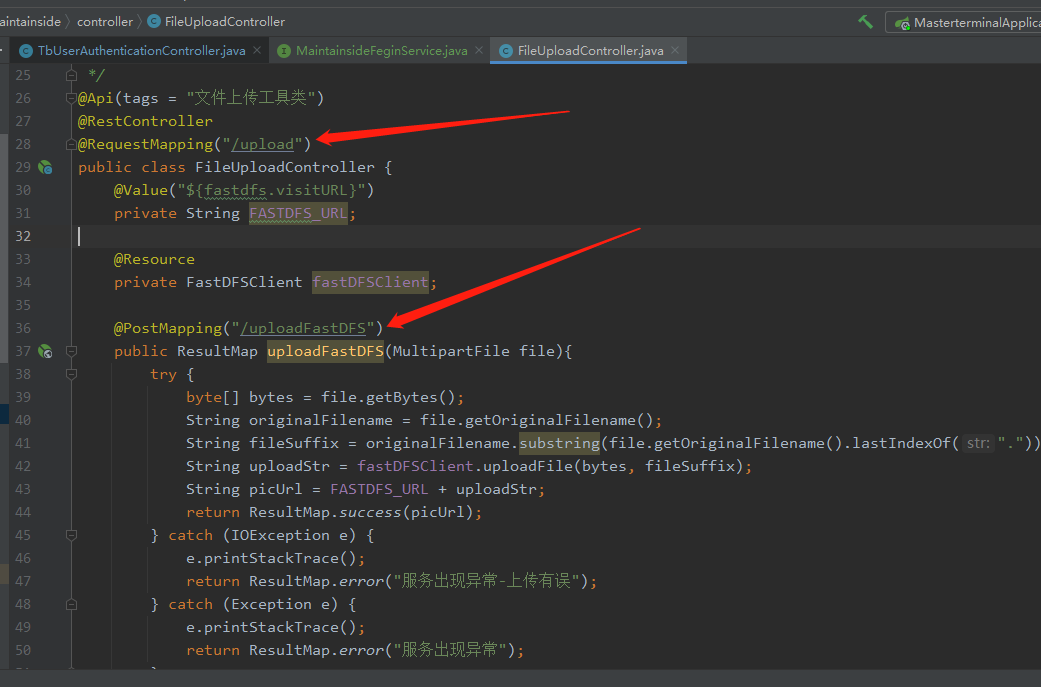 aintainside 〉 controller 〉 FileUploadController MasterterminalApplica
TbUserAuthenticationController.java × MaintainsideFeginService.java × FileUploadController.java ×
25 */
26 @Api(tags = "文件上传工具类")
27 @RestController
28 @RequestMapping("/upload")
29 public class FileUploadController {
30 @Value("${fastdfs.visitURL}")
31 private String FASTDFS_URL;
32
33 @Resource
34 private FastDFSClient fastDFSClient;
35
36 @PostMapping("/uploadFastDFS")
37 public ResultMap uploadFastDFS(MultipartFile file){
38 try {
39 byte[] bytes = file.getBytes();
40 String originalFilename = file.getOriginalFilename();
41 String fileSuffix = originalFilename.substring(file.getOriginalFilename().lastIndexOf( str: "."))
42 String uploadStr = fastDFSClient.uploadFile(bytes, fileSuffix);
43 String picUrl = FASTDFS_URL + uploadStr;
44 return ResultMap.success(picUrl);
45 } catch (IOException e) {
46 e.printStackTrace();
47 return ResultMap.error("服务出现异常-上传有误");
48 } catch (Exception e) {
49 e.printStackTrace();
50 return ResultMap.error("服务出现异常");